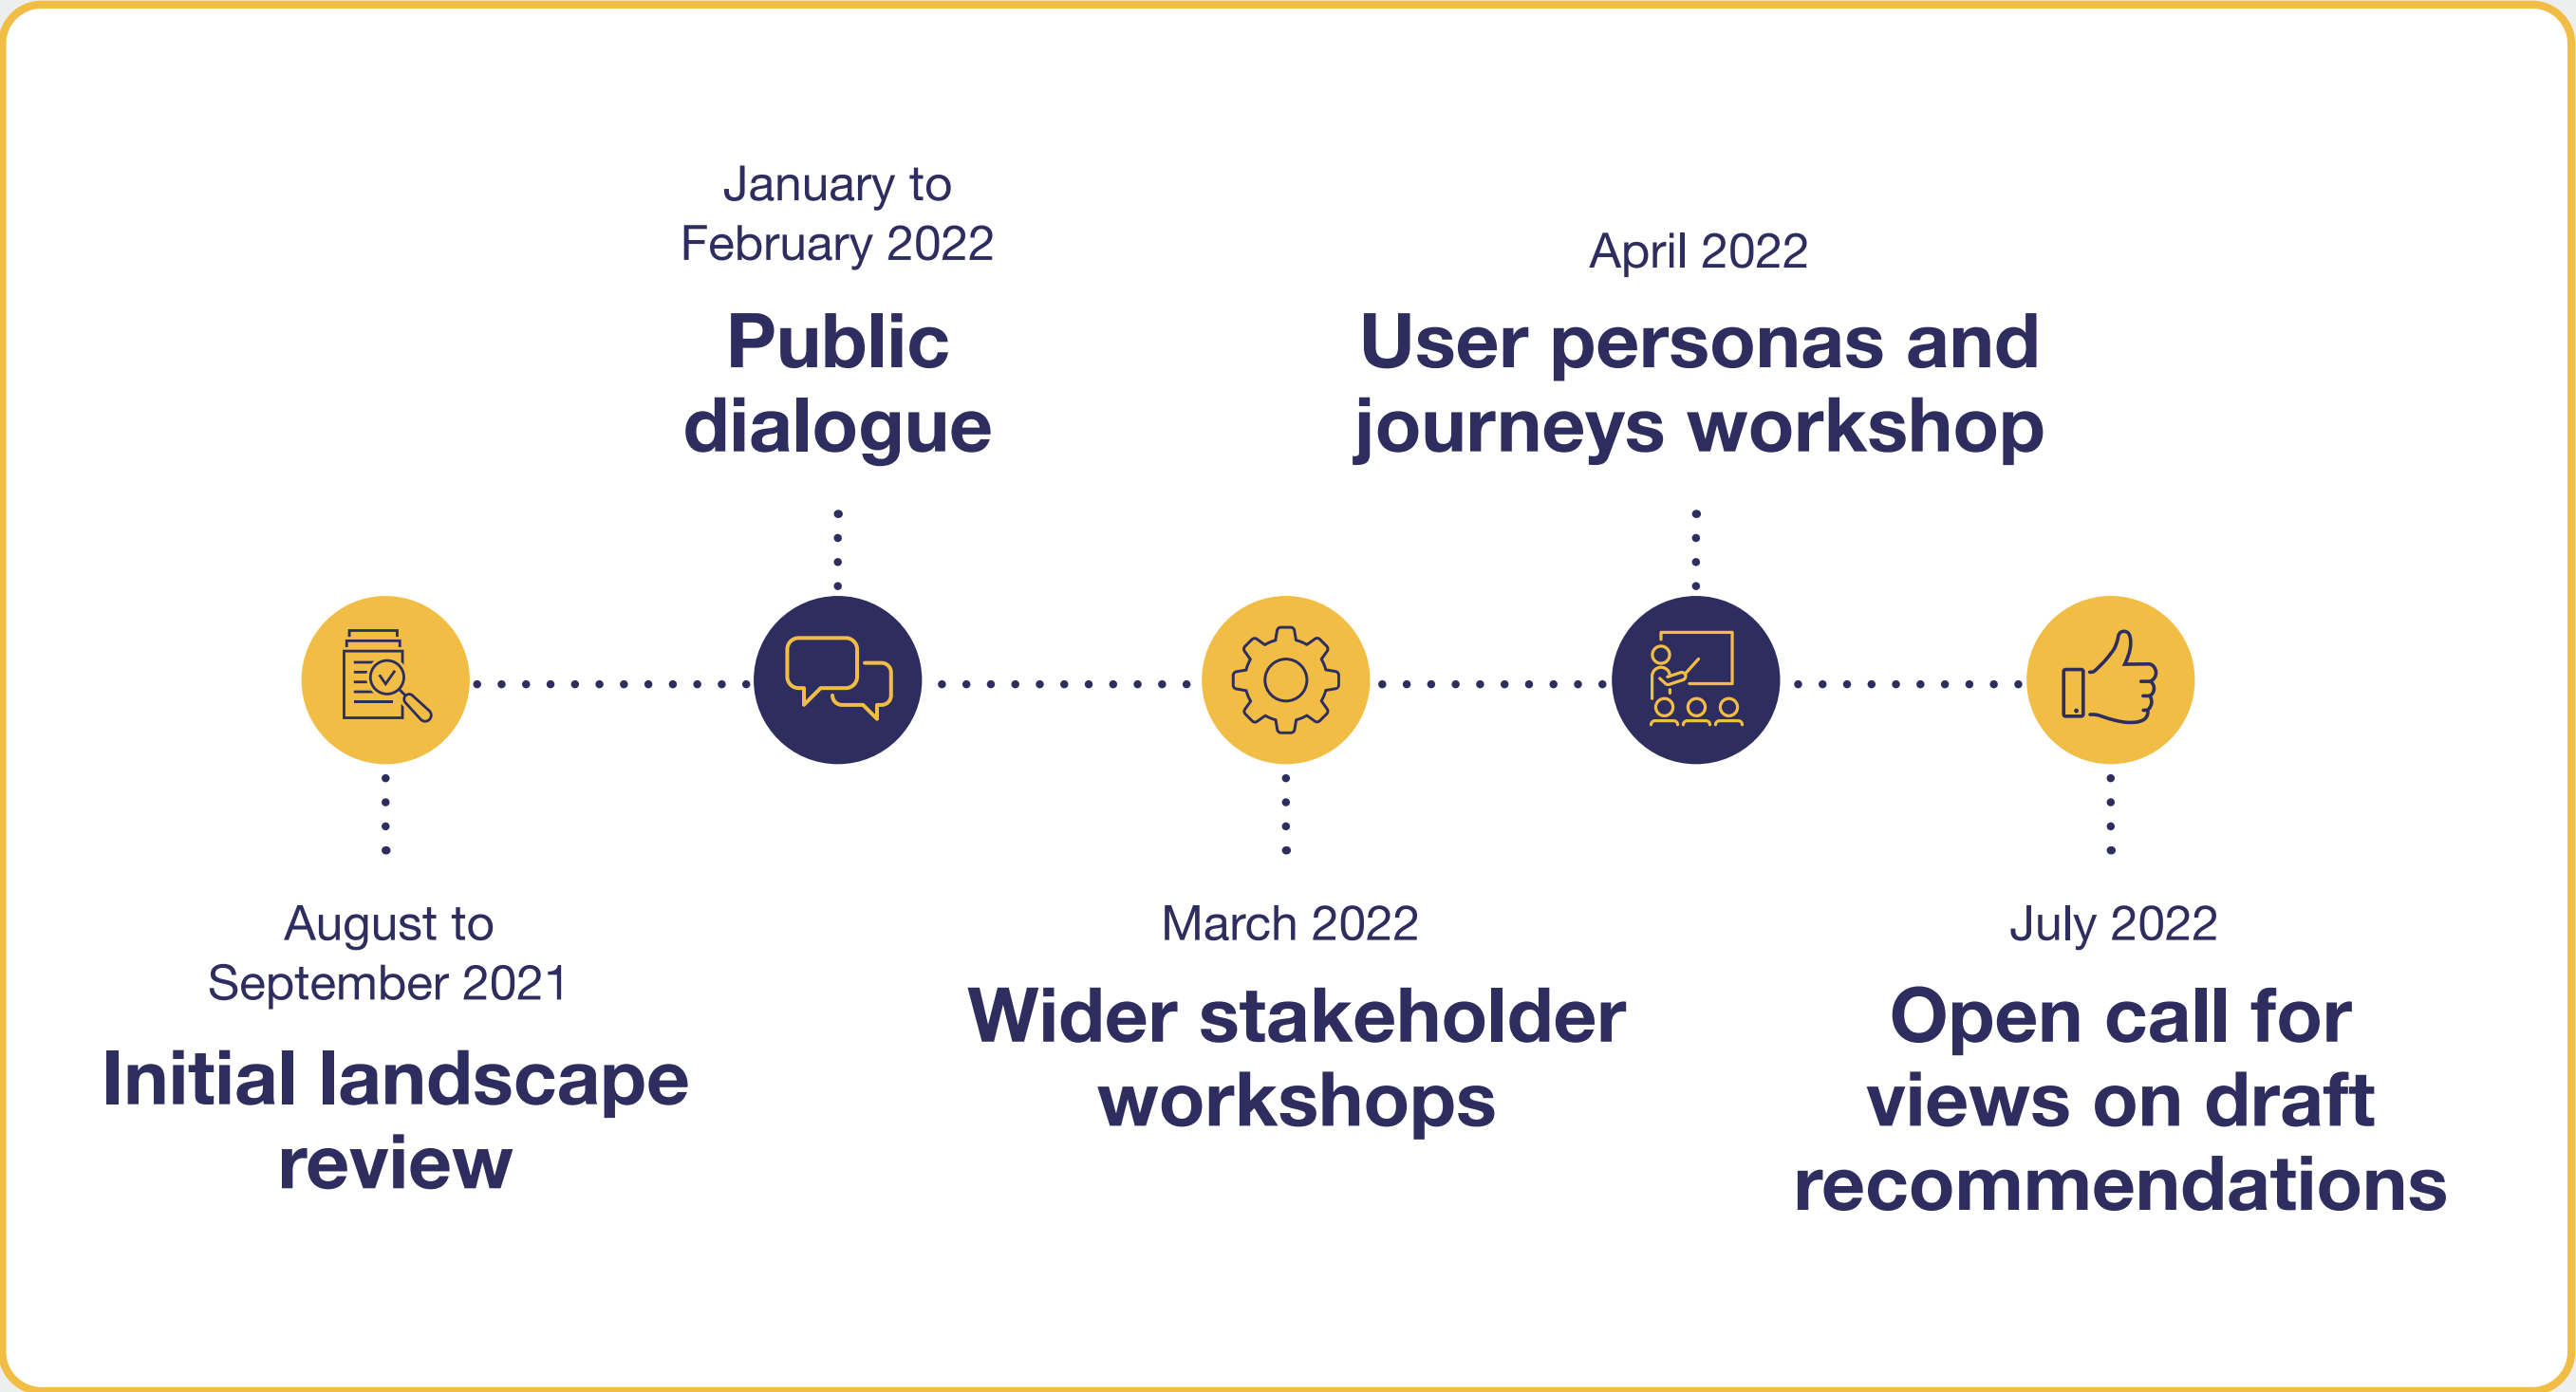 August to
September 2021
Initial landscape
review
January to
February 2022
Public
dialogue
March 2022
Wider stakeholder
workshops
April 2022
User personas and
journeys workshop
July 2022
Open call for
views on draft
recommendations